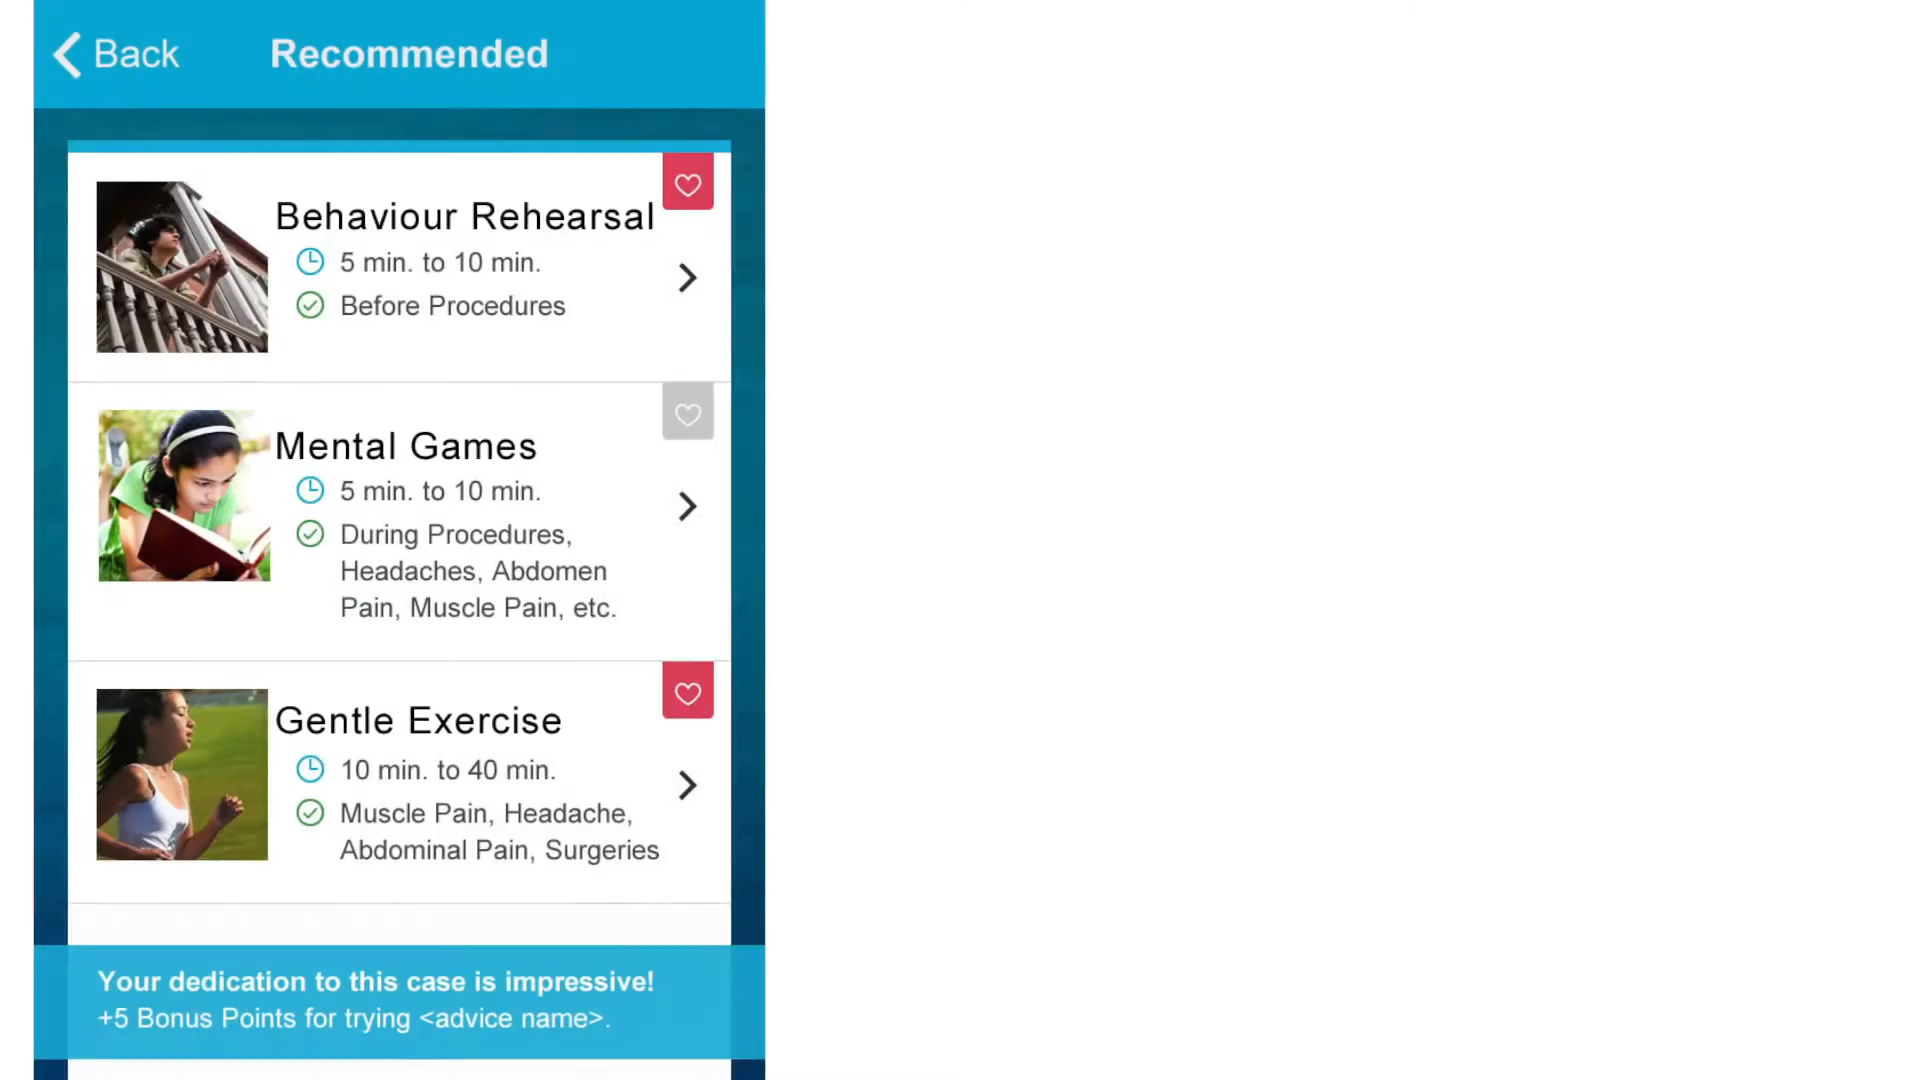 Back
Recommended
Behaviour Rehearsal
5 min. to 10 min.
Before Procedures
Mental Games
5 min. to 10 min.
During Procedures,
Headaches, Abdomen
Pain, Muscle Pain, etc.
Gentle Exercise
10 min. to 40 min.
Muscle Pain, Headache,
Abdominal Pain, Surgeries
Your dedication to this case is impressive!
+5 Bonus Points for trying <advice name>.